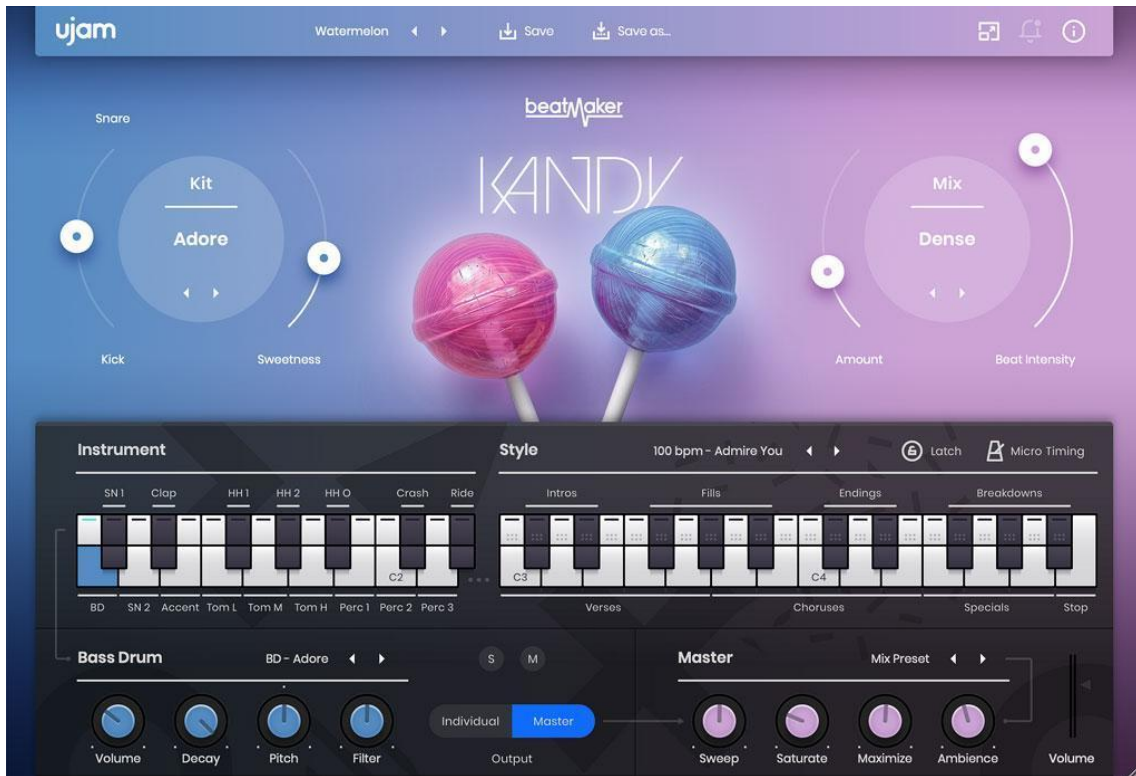 ujam
Watermelon
Save
Save as...
beatMaker
KANDY
Snare
Kit
Adore
Kick
Sweetness
Mix
Dense
Amount
Beat Intensity
Instrument
Style
100 bpm - Admire You
Latch
Micro Timing
SN 1 Clap HH 1 HH 2 HH O Crash Ride
Intros Fills Endings Breakdowns
C2 C3 C4
BD SN 2 Accent Tom L Tom M Tom H Perc 1 Perc 2 Perc 3
Verses Choruses Specials Stop
Bass Drum
BD - Adore
S M
Master
Mix Preset
Individual Master
Output
Volume Decay Pitch Filter
Sweep Saturate Maximize Ambience
Volume